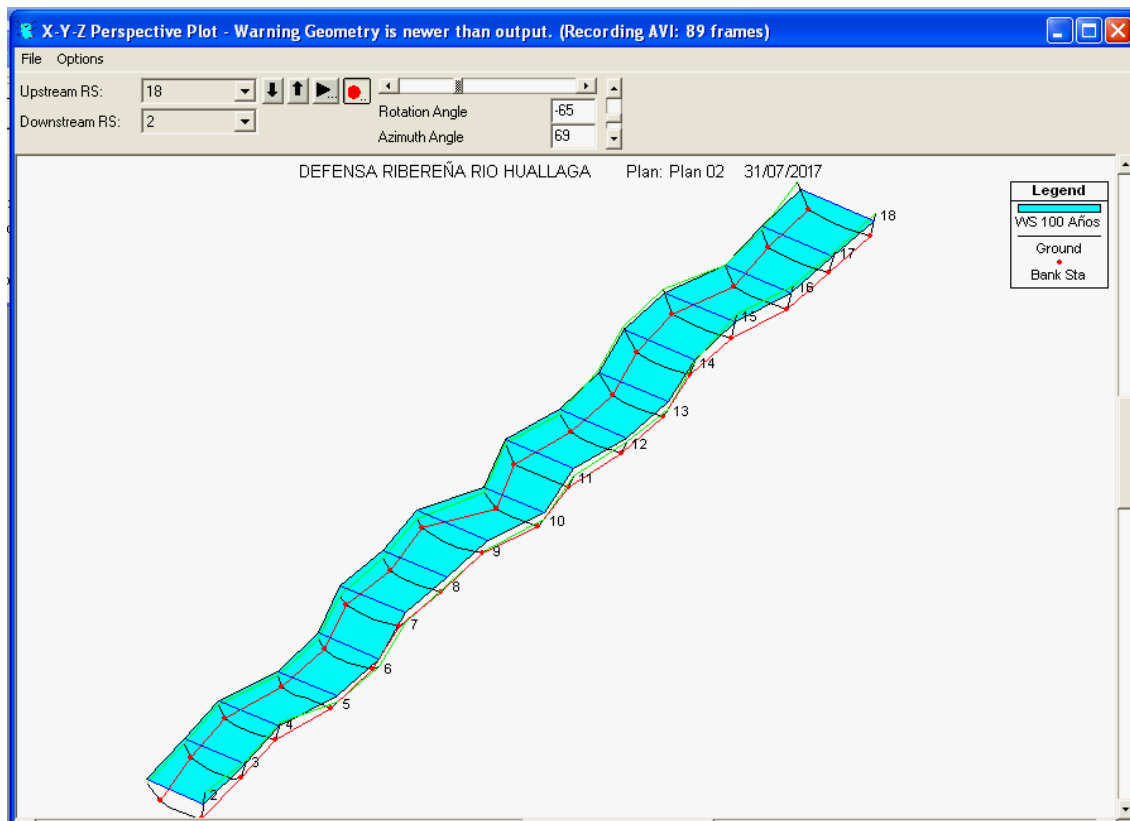 X-Y-Z Perspective Plot - Warning Geometry is newer than output. (Recording AVI: 89 frames)
File Options
Upstream RS: 18
Downstream RS: 2
Rotation Angle -65
Azimuth Angle 69
DEFENSA RIBEREÑA RIO HUALLAGA Plan: Plan 02 31/07/2017
Legend
WS 100 Años
Ground
Bank Sta
18
17
16
15
14
13
12
11
10
9
8
7
6
5
4
3
2